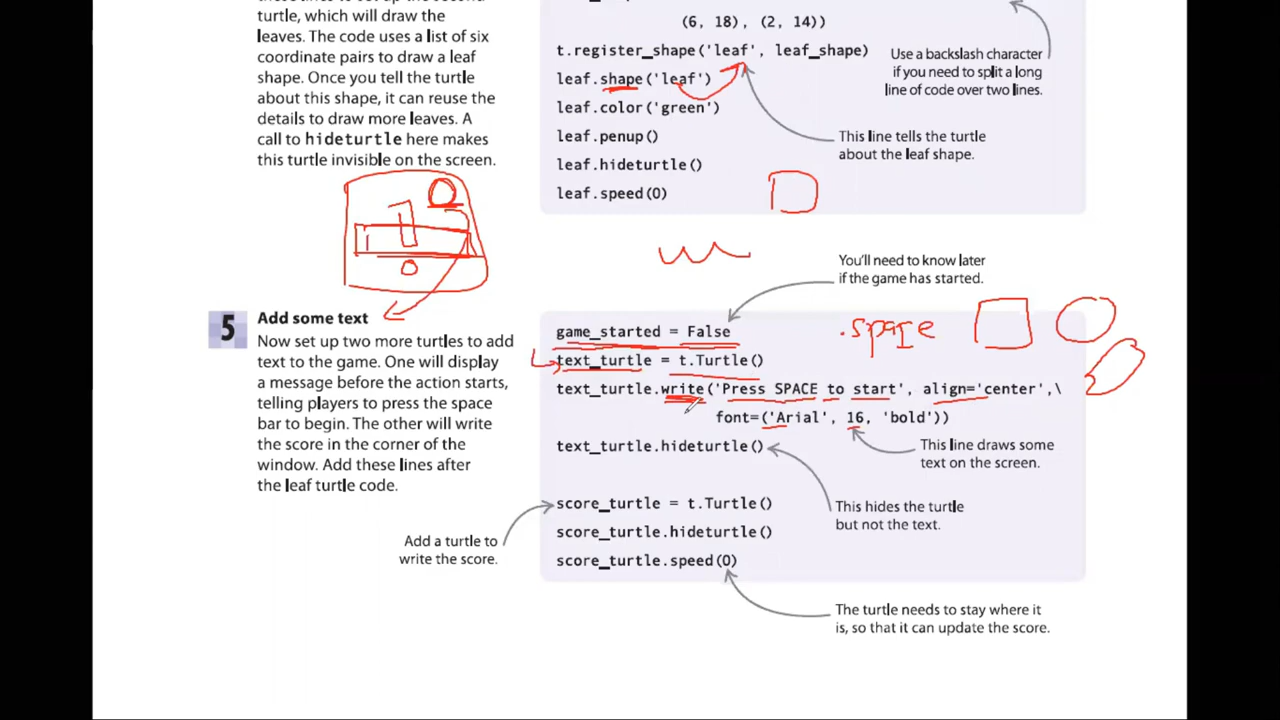 these lines to set up the second
turtle, which will draw the
leaves. The code uses a list of six
coordinate pairs to draw a leaf
shape. Once you tell the turtle
about this shape, it can reuse the
details to draw more leaves. A
call to hideturtle here makes
this turtle invisible on the screen.
(6, 18), (2, 14))
t.register_shape('leaf', leaf_shape)
leaf.shape('leaf')
leaf.color('green')
leaf.penup()
leaf.hideturtle()
leaf.speed(0)
Use a backslash character
if you need to split a long
line of code over two lines.
This line tells the turtle
about the leaf shape.
5
Add some text
Now set up two more turtles to add
text to the game. One will display
a message before the action starts,
telling players to press the space
bar to begin. The other will write
the score in the corner of the
window. Add these lines after
the leaf turtle code.
You'll need to know later
if the game has started.
game_started = False
.space
text_turtle = t.Turtle()
text_turtle.write('Press SPACE to start', align='center',\
font=('Arial', 16, 'bold'))
text_turtle.hideturtle()
This line draws some
text on the screen.
This hides the turtle
but not the text.
score_turtle = t.Turtle()
score_turtle.hideturtle()
score_turtle.speed(0)
Add a turtle to
write the score.
The turtle needs to stay where it
is, so that it can update the score.